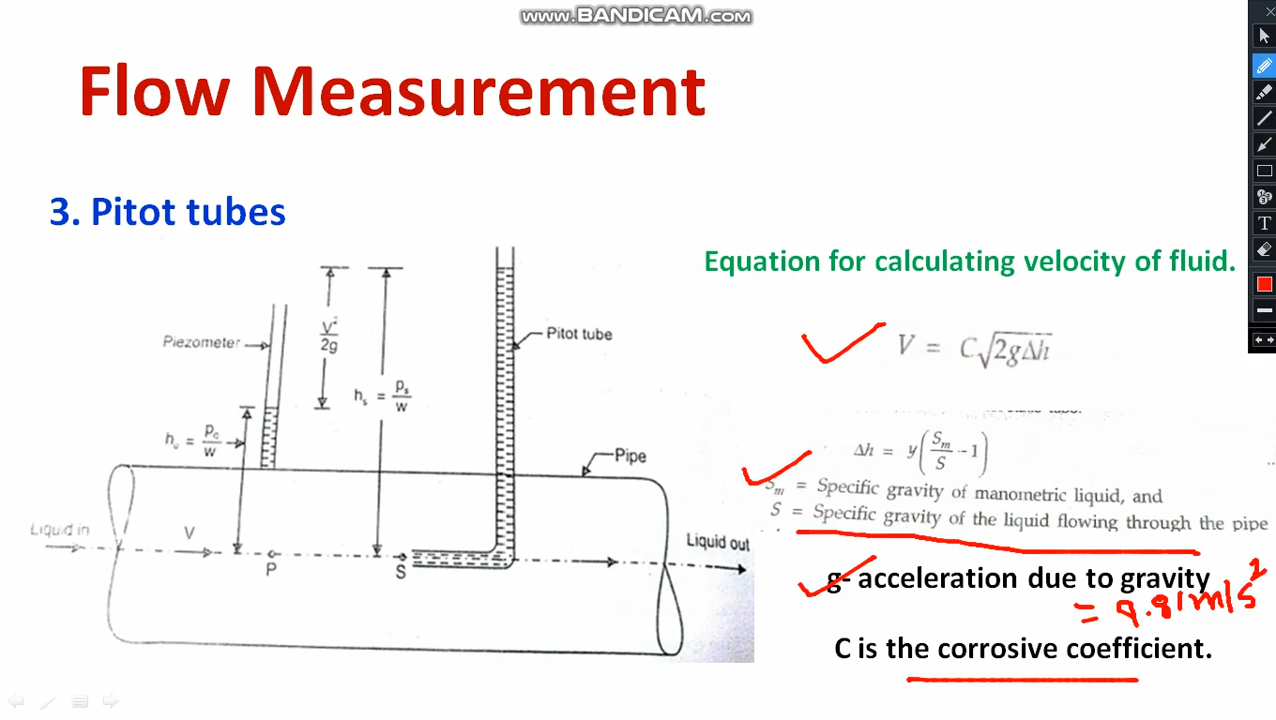 www.BANDICAM.com
Flow Measurement
3. Pitot tubes
Equation for calculating velocity of fluid.
Piezometer
V²/2g
Pitot tube
V = C√2gΔh
hₛ = pₛ/w
h₀ = p₀/w
Δh = y(Sₘ/S − 1)
Pipe
Sₘ = Specific gravity of manometric liquid, and
S = Specific gravity of the liquid flowing through the pipe
Liquid in
V
Liquid out
P
S
g- acceleration due to gravity
= 9.81m/s²
C is the corrosive coefficient.
T